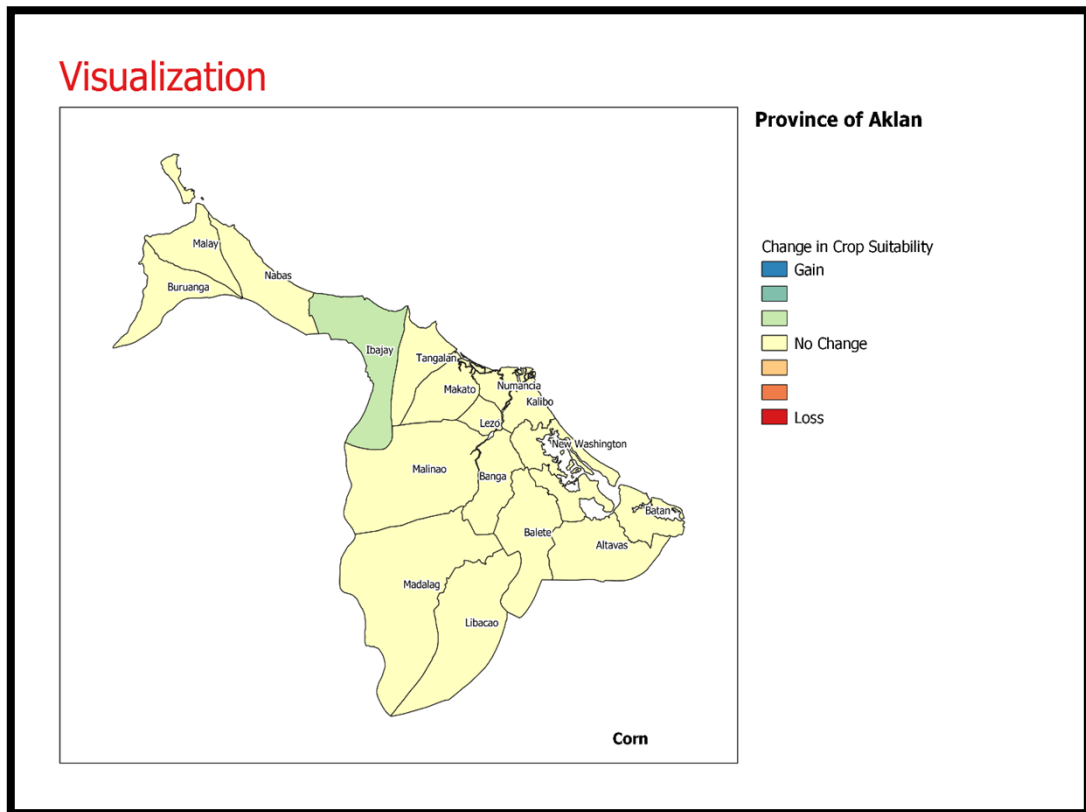 Visualization
Province of Aklan
Change in Crop Suitability
Gain
No Change
Loss
Malay
Nabas
Buruanga
Ibajay
Tangalan
Makato
Numancia
Kalibo
Lezo
New Washington
Malinao
Banga
Batan
Balete
Altavas
Madalag
Libacao
Corn